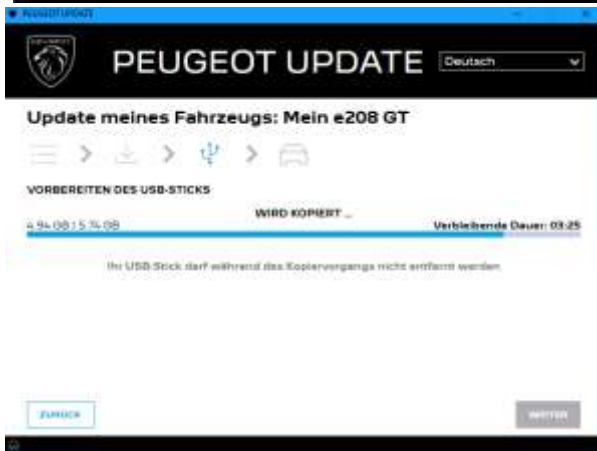 PEUGEOT UPDATE
PEUGEOT
PEUGEOT UPDATE
Deutsch
Update meines Fahrzeugs: Mein e208 GT
VORBEREITEN DES USB-STICKS
WIRD KOPIERT ...
4.94 GB | 5.74 GB
Verbleibende Dauer: 03:25
Ihr USB-Stick darf während des Kopiervorgangs nicht entfernt werden
ZURÜCK
WEITER